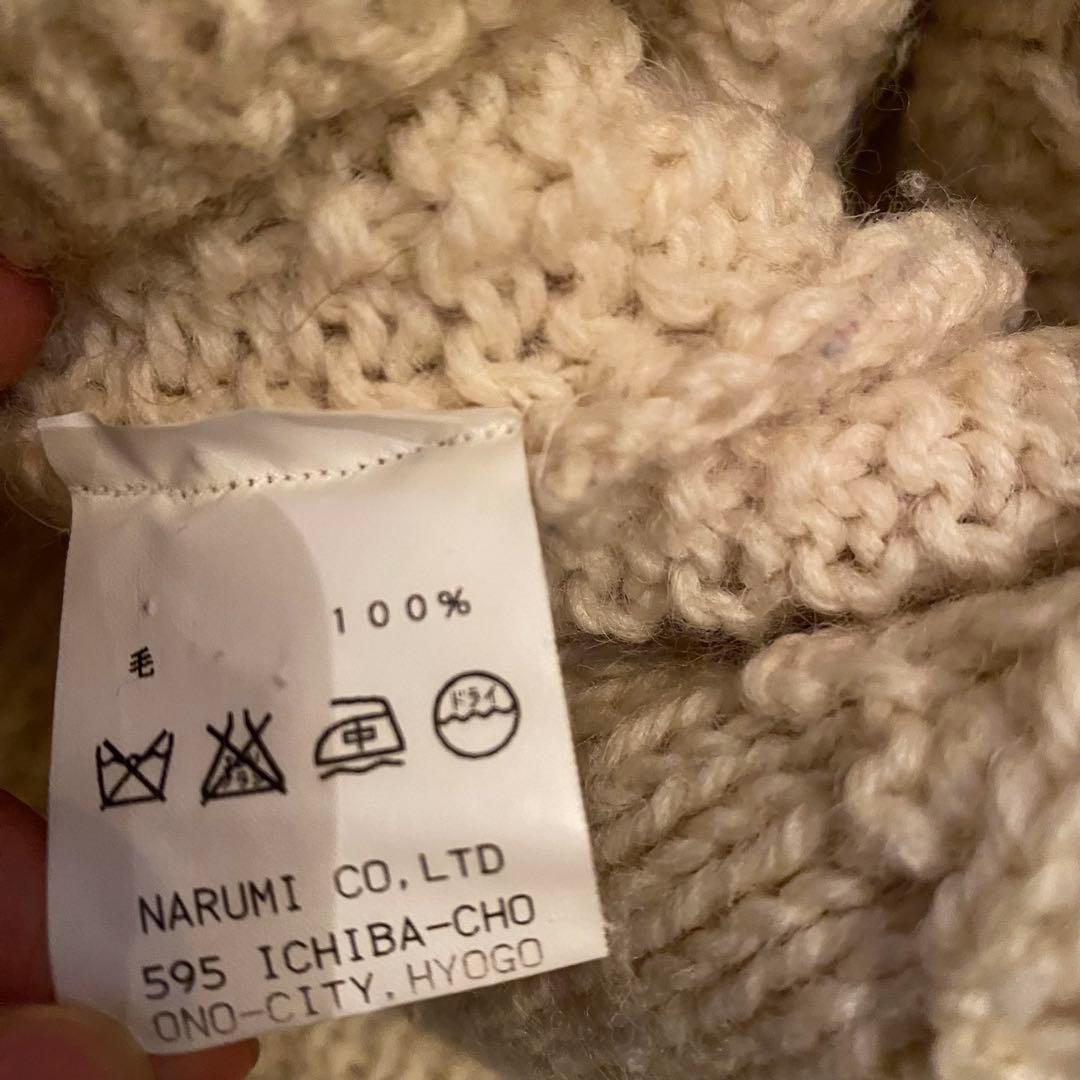 毛 100%
中 ドライ
NARUMI CO,LTD
595 ICHIBA-CHO
ONO-CITY, HYOGO